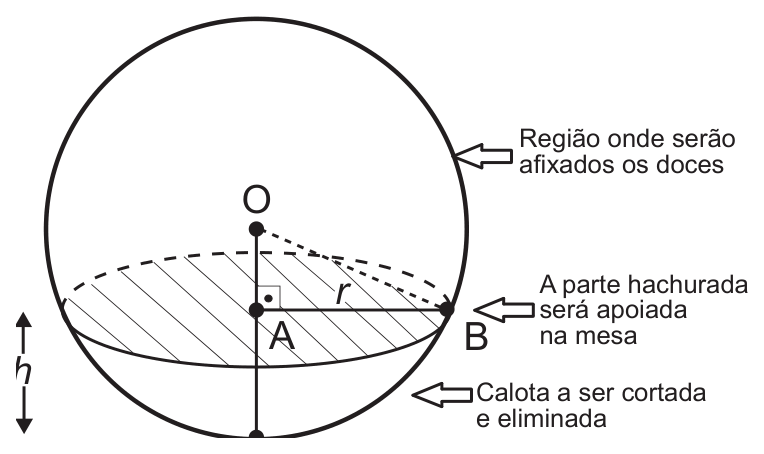 Região onde serão
afixados os doces
O
A parte hachurada
será apoiada
na mesa
r
A
B
h
Calota a ser cortada
e eliminada